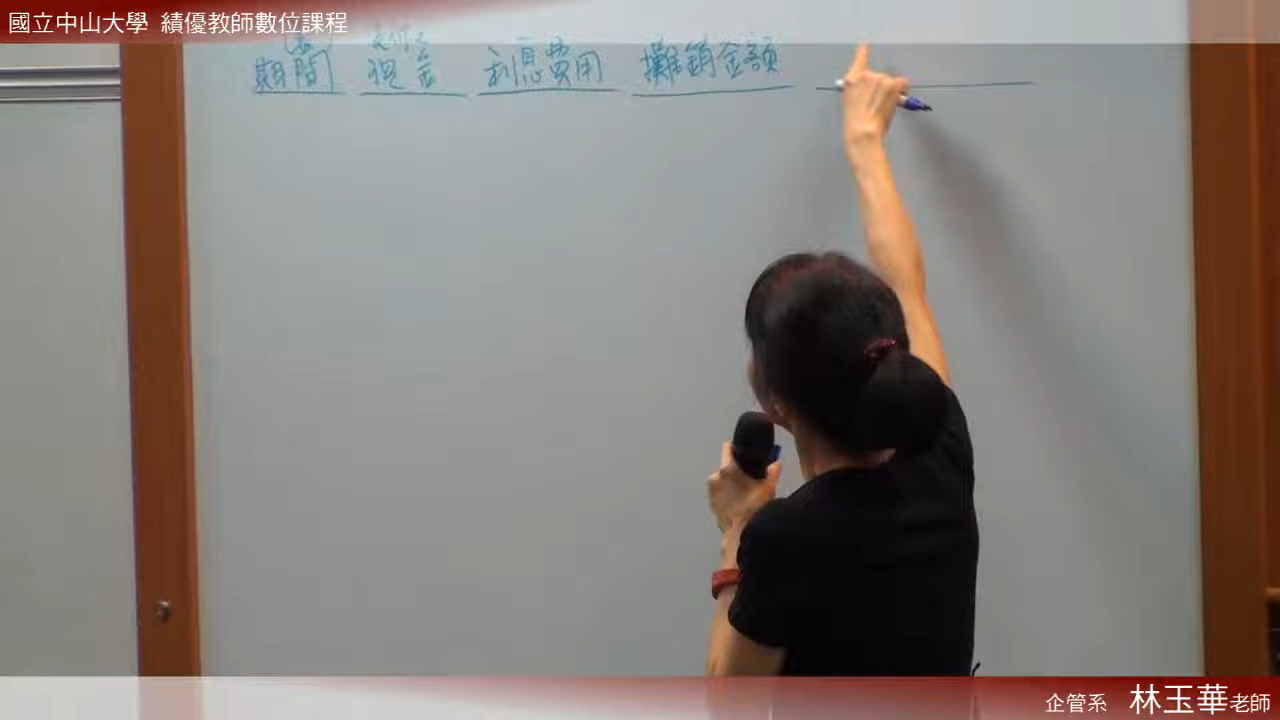 國立中山大學 績優教師數位課程
期間 現金 利息費用 攤銷金額
企管系 林玉華老師